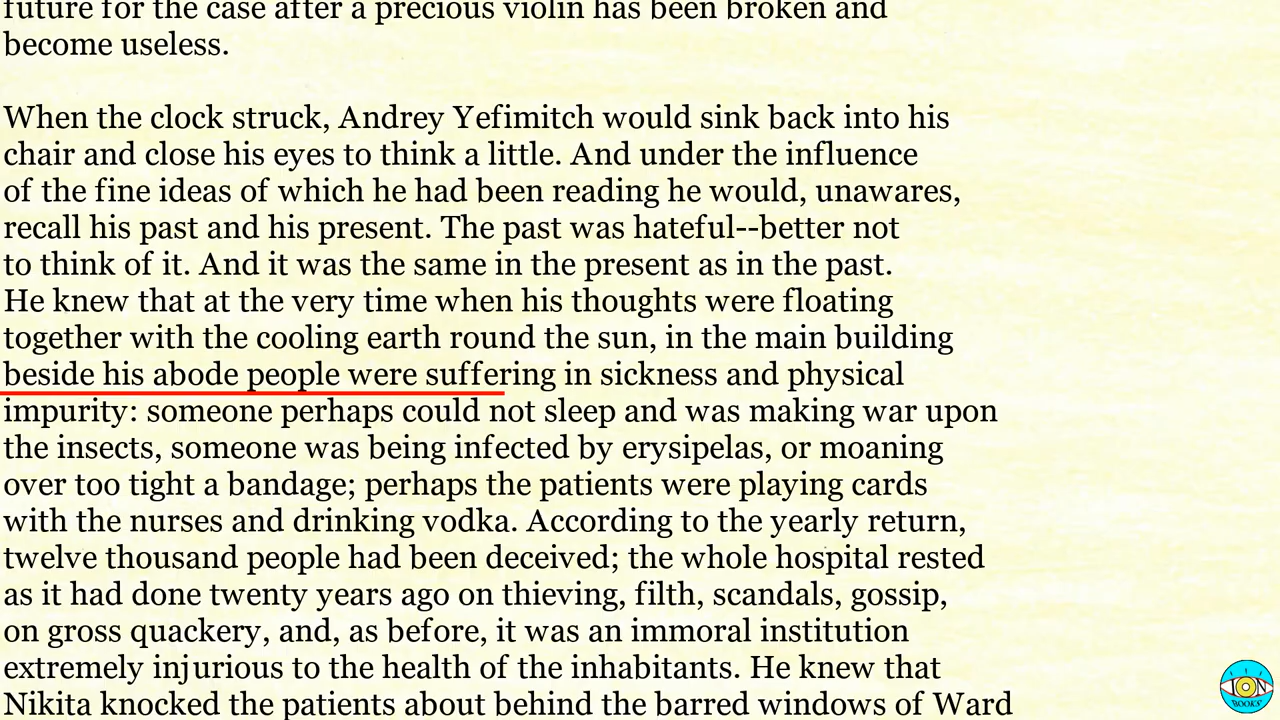 future for the case after a precious violin has been broken and
become useless.
When the clock struck, Andrey Yefimitch would sink back into his
chair and close his eyes to think a little. And under the influence
of the fine ideas of which he had been reading he would, unawares,
recall his past and his present. The past was hateful--better not
to think of it. And it was the same in the present as in the past.
He knew that at the very time when his thoughts were floating
together with the cooling earth round the sun, in the main building
beside his abode people were suffering in sickness and physical
impurity: someone perhaps could not sleep and was making war upon
the insects, someone was being infected by erysipelas, or moaning
over too tight a bandage; perhaps the patients were playing cards
with the nurses and drinking vodka. According to the yearly return,
twelve thousand people had been deceived; the whole hospital rested
as it had done twenty years ago on thieving, filth, scandals, gossip,
on gross quackery, and, as before, it was an immoral institution
extremely injurious to the health of the inhabitants. He knew that
Nikita knocked the patients about behind the barred windows of Ward
ION
BOOKS